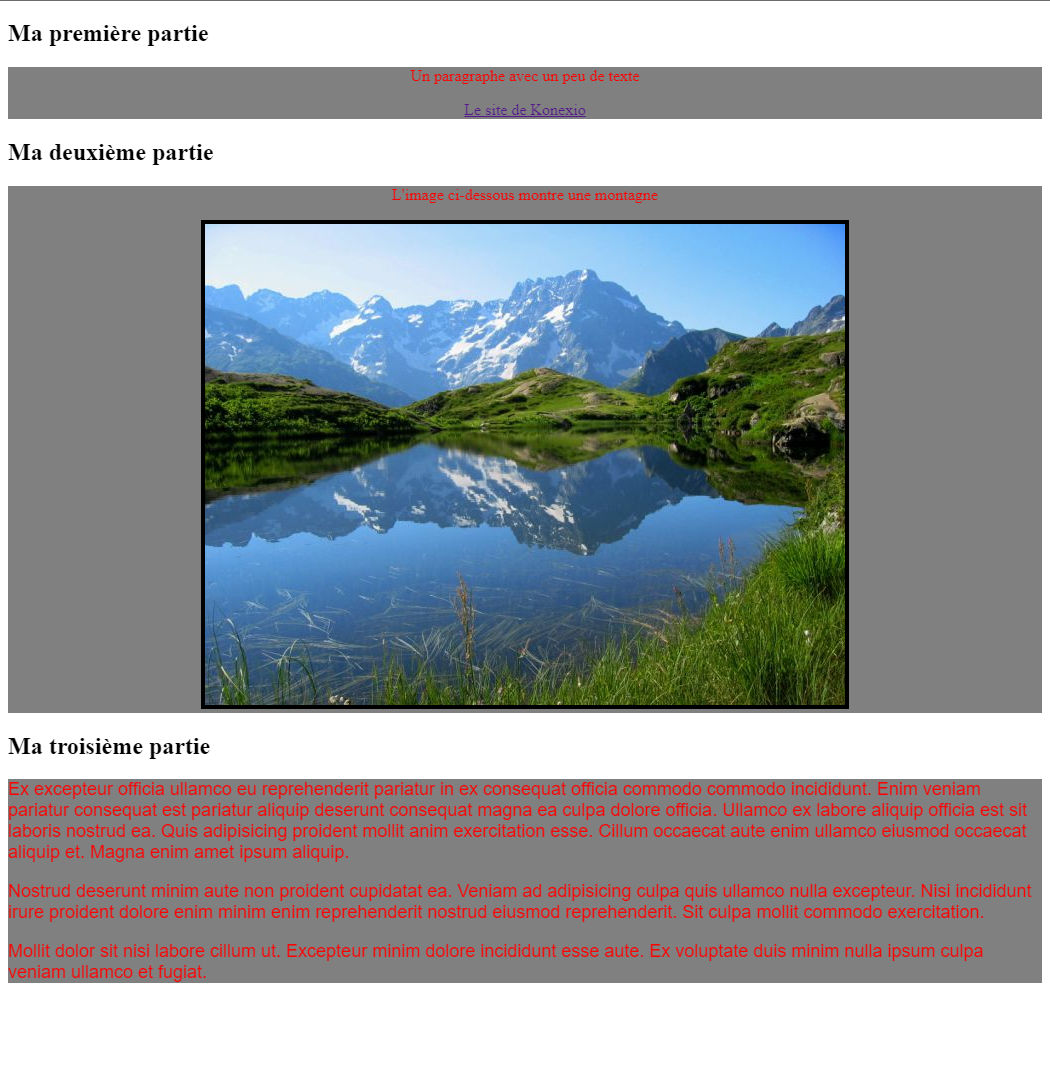 Ma première partie
Un paragraphe avec un peu de texte
Le site de Konexio
Ma deuxième partie
L'image ci-dessous montre une montagne
Ma troisième partie
Ex excepteur officia ullamco eu reprehenderit pariatur in ex consequat officia commodo commodo incididunt. Enim veniam
pariatur consequat est pariatur aliquip deserunt consequat magna ea culpa dolore officia. Ullamco ex labore aliquip officia est sit
laboris nostrud ea. Quis adipisicing proident mollit anim exercitation esse. Cillum occaecat aute enim ullamco eiusmod occaecat
aliquip et. Magna enim amet ipsum aliquip.
Nostrud deserunt minim aute non proident cupidatat ea. Veniam ad adipisicing culpa quis ullamco nulla excepteur. Nisi incididunt
irure proident dolore enim minim enim reprehenderit nostrud eiusmod reprehenderit. Sit culpa mollit commodo exercitation.
Mollit dolor sit nisi labore cillum ut. Excepteur minim dolore incididunt esse aute. Ex voluptate duis minim nulla ipsum culpa
veniam ullamco et fugiat.